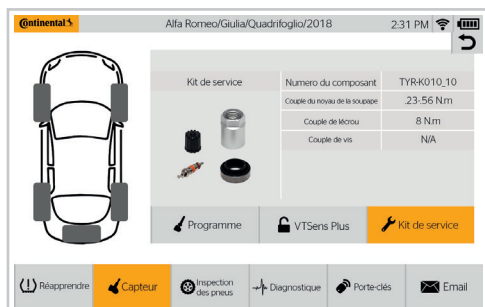 Continental
Alfa Romeo/Giulia/Quadrifoglio/2018
2:31 PM
Kit de service
Numero du composant
TYR-K010_10
Couple du noyau de la soupape
.23-56 N.m
Couple de lécrou
8 N.m
Couple de vis
N/A
Programme
VTSens Plus
Kit de service
Réapprendre
Capteur
Inspection
des pneus
Diagnostique
Porte-clés
Email